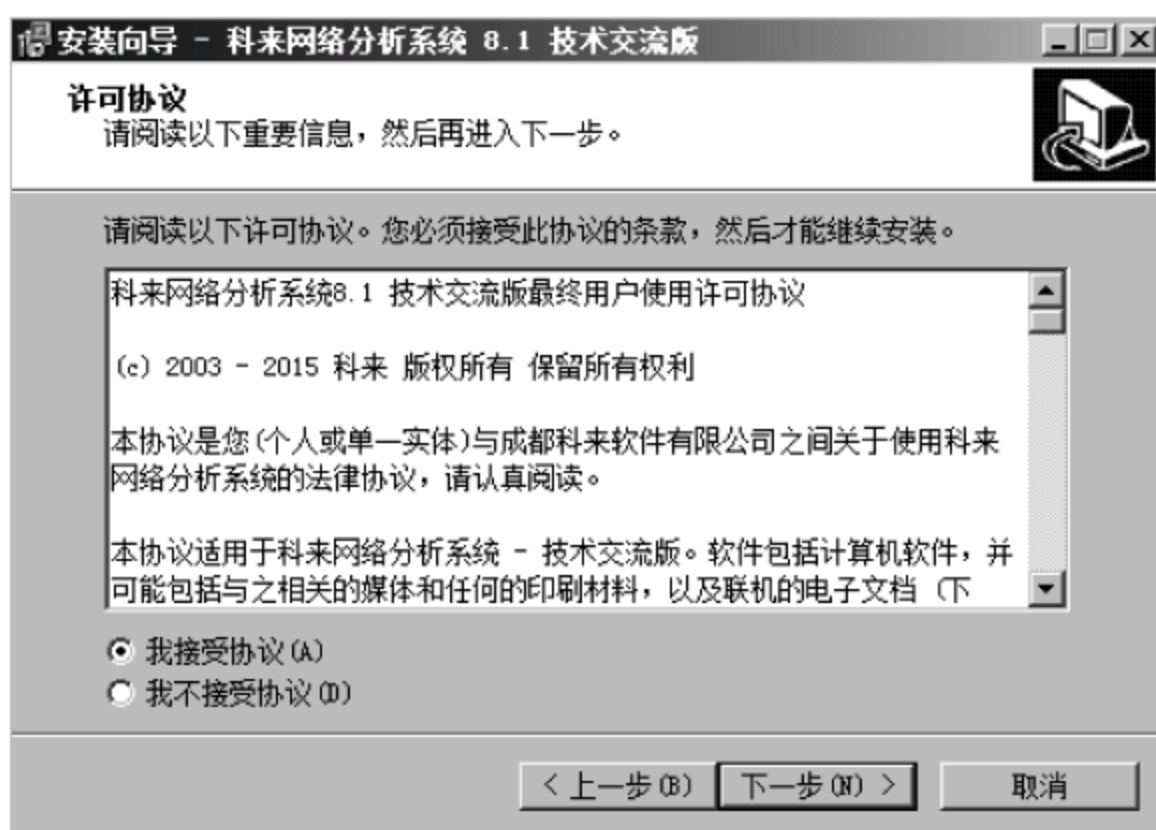 安装向导 - 科来网络分析系统 8.1 技术交流版
许可协议
请阅读以下重要信息，然后再进入下一步。
请阅读以下许可协议。您必须接受此协议的条款，然后才能继续安装。
科来网络分析系统8.1 技术交流版最终用户使用许可协议
(c) 2003 - 2015 科来 版权所有 保留所有权利
本协议是您(个人或单一实体)与成都科来软件有限公司之间关于使用科来
网络分析系统的法律协议，请认真阅读。
本协议适用于科来网络分析系统 - 技术交流版。软件包括计算机软件，并
可能包括与之相关的媒体和任何的印刷材料，以及联机的电子文档（下
我接受协议(A)
我不接受协议(D)
< 上一步(B) 下一步(N) > 取消